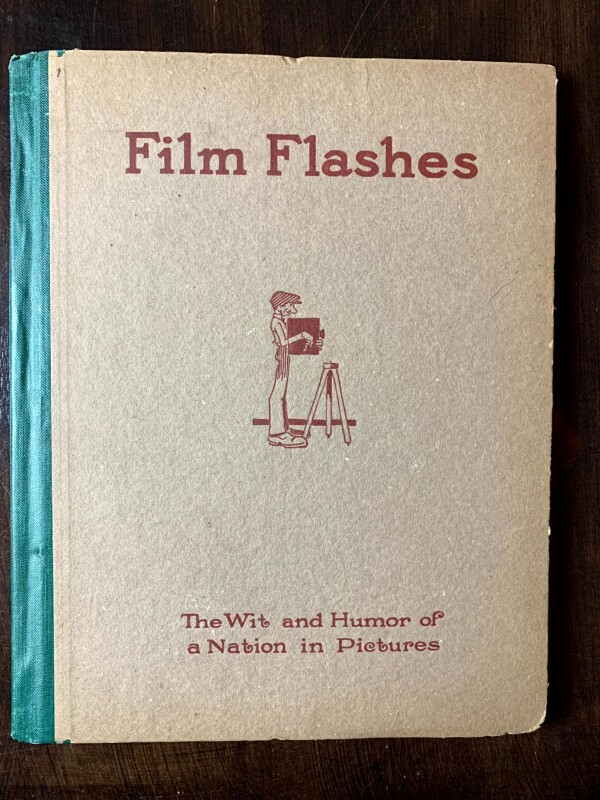 Film Flashes
The Wit and Humor of
a Nation in Pictures